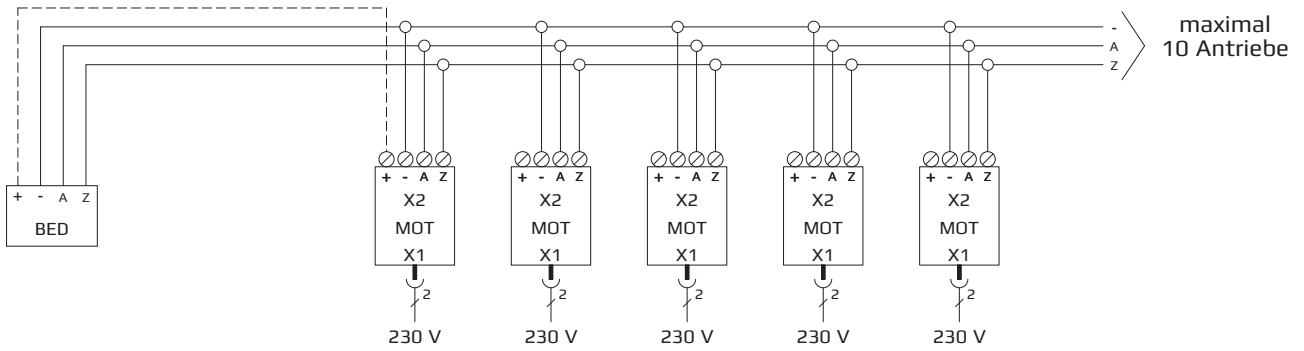 - maximal
A 10 Antriebe
Z
+ - A Z
BED
+ - A Z
X2
MOT
X1
2
230 V
+ - A Z
X2
MOT
X1
2
230 V
+ - A Z
X2
MOT
X1
2
230 V
+ - A Z
X2
MOT
X1
2
230 V
+ - A Z
X2
MOT
X1
2
230 V